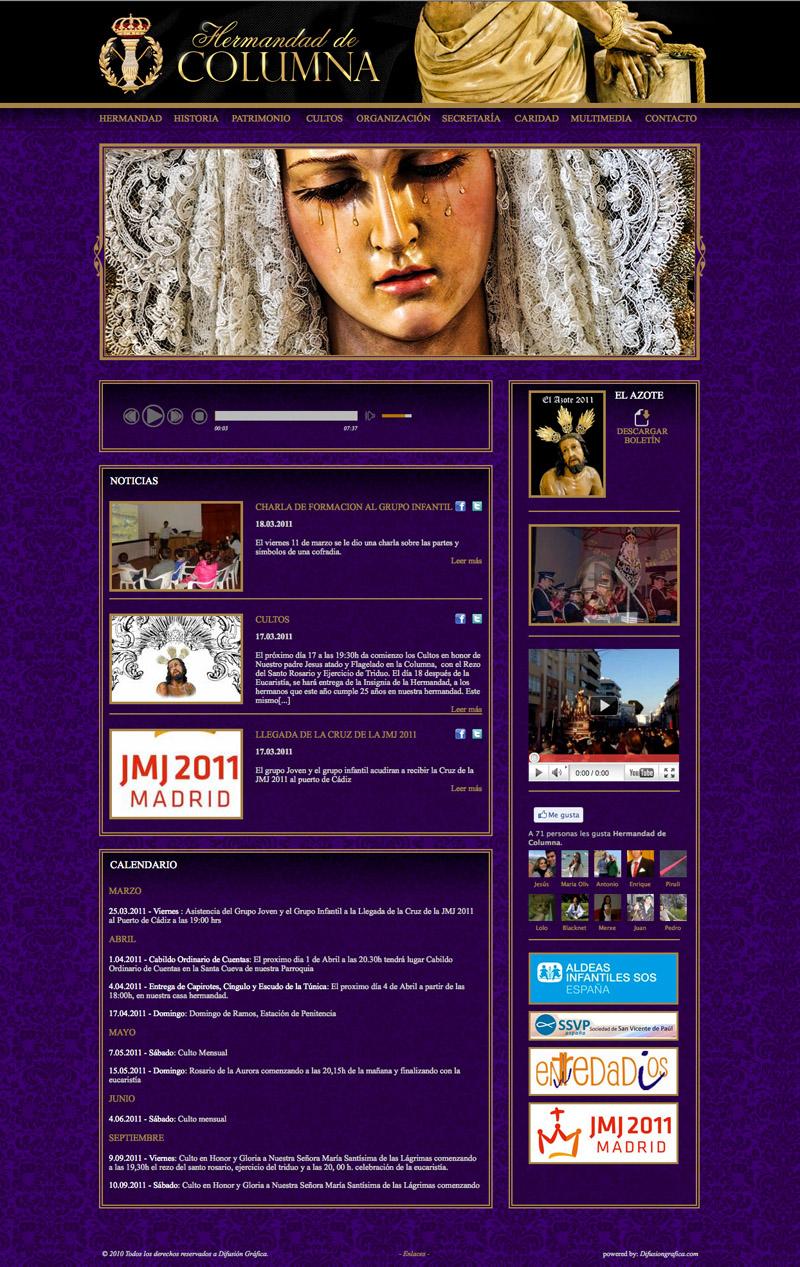 Hermandad de
COLUMNA
HERMANDAD HISTORIA PATRIMONIO CULTOS ORGANIZACIÓN SECRETARÍA CARIDAD MULTIMEDIA CONTACTO
00:03 07:37
NOTICIAS
CHARLA DE FORMACION AL GRUPO INFANTIL
18.03.2011
El viernes 11 de marzo se le dio una charla sobre las partes y
simbolos de una cofradia.
Leer más
CULTOS
17.03.2011
El próximo día 17 a las 19:30h da comienzo los Cultos en honor de
Nuestro padre Jesus atado y Flagelado en la Columna, con el Rezo
del Santo Rosario y Ejercicio de Triduo. El día 18 después de la
Eucaristía, se hará entrega de la Insignia de la Hermandad, a los
hermanos que este año cumple 25 años en nuestra hermandad. Este
mismo[...]
Leer más
JMJ 2011
MADRID
LLEGADA DE LA CRUZ DE LA JMJ 2011
17.03.2011
El grupo Joven y el grupo infantil acudiran a recibir la Cruz de la
JMJ 2011 al puerto de Cádiz
Leer más
CALENDARIO
MARZO
25.03.2011 - Viernes : Asistencia del Grupo Joven y el Grupo Infantil a la Llegada de la Cruz de la JMJ 2011
al Puerto de Cádiz a las 19:00 hrs
ABRIL
1.04.2011 - Cabildo Ordinario de Cuentas: El proximo dia 1 de Abril a las 20.30h tendrá lugar Cabildo
Ordinario de Cuentas en la Santa Cueva de nuestra Parroquia
4.04.2011 - Entrega de Capirotes, Cíngulo y Escudo de la Túnica: El proximo día 4 de Abril a partir de las
18:00h, en nuestra casa hermandad.
17.04.2011 - Domingo: Domingo de Ramos, Estación de Penitencia
MAYO
7.05.2011 - Sábado: Culto Mensual
15.05.2011 - Domingo: Rosario de la Aurora comenzando a las 20,15h de la mañana y finalizando con la
eucaristía
JUNIO
4.06.2011 - Sábado: Culto mensual
SEPTIEMBRE
9.09.2011 - Viernes: Culto en Honor y Gloria a Nuestra Señora María Santísima de las Lágrimas comenzando
a las 19,30h el rezo del santo rosario, ejercicio del triduo y a las 20, 00 h. celebración de la eucaristía.
10.09.2011 - Sábado: Culto en Honor y Gloria a Nuestra Señora María Santísima de las Lágrimas comenzando
El Azote 2011
EL AZOTE
DESCARGAR
BOLETÍN
0:00 / 0:00 YouTube
Me gusta
A 71 personas les gusta Hermandad de
Columna.
Jesús Maria Oliv Antonio Enrique Piruli
Lolo Blacknet Merxe Juan Pedro
ALDEAS
INFANTILES SOS
ESPAÑA
SSVP Sociedad de San Vicente de Paúl
españa
entredadios
JMJ 2011
MADRID
© 2010 Todos los derechos reservados a Difusión Gráfica. - Enlaces - powered by: Difusiongrafica.com